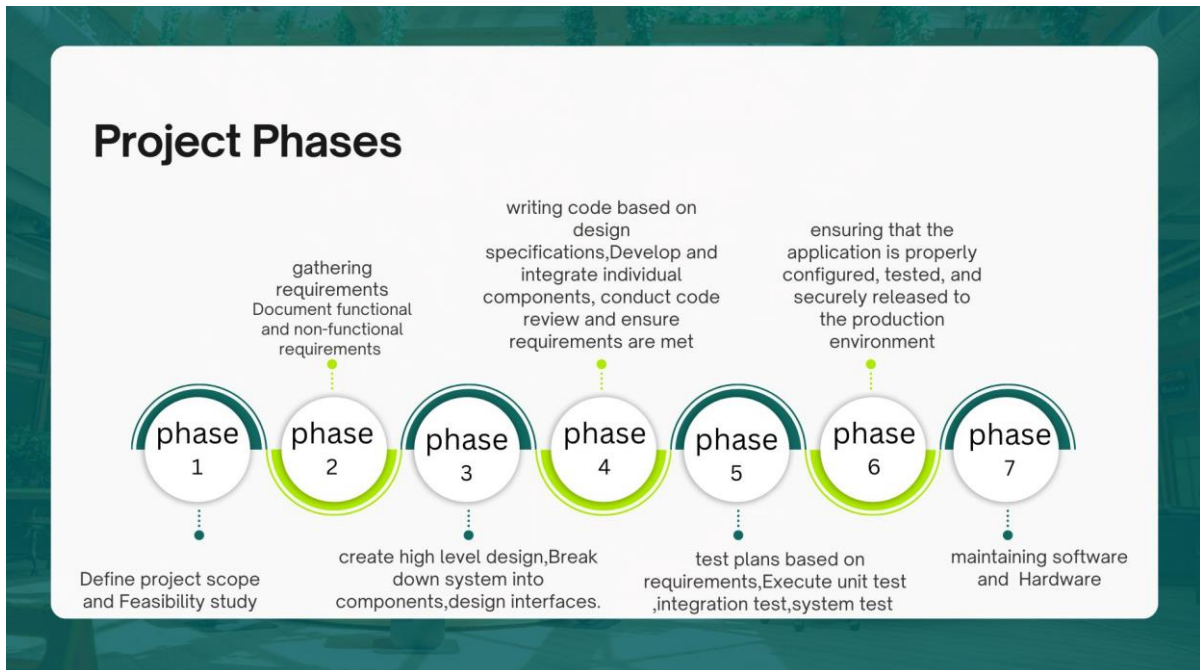 Project Phases
gathering
requirements
Document functional
and non-functional
requirements
writing code based on
design
specifications,Develop and
integrate individual
components, conduct code
review and ensure
requirements are met
ensuring that the
application is properly
configured, tested, and
securely released to
the production
environment
phase
1
phase
2
phase
3
phase
4
phase
5
phase
6
phase
7
Define project scope
and Feasibility study
create high level design,Break
down system into
components,design interfaces.
test plans based on
requirements,Execute unit test
,integration test,system test
maintaining software
and  Hardware